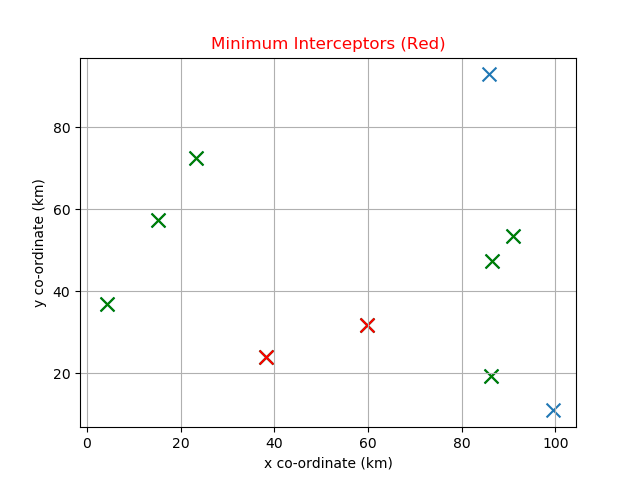 Minimum Interceptors (Red)
y co-ordinate (km)
80
60
40
20
0 20 40 60 80 100
x co-ordinate (km)